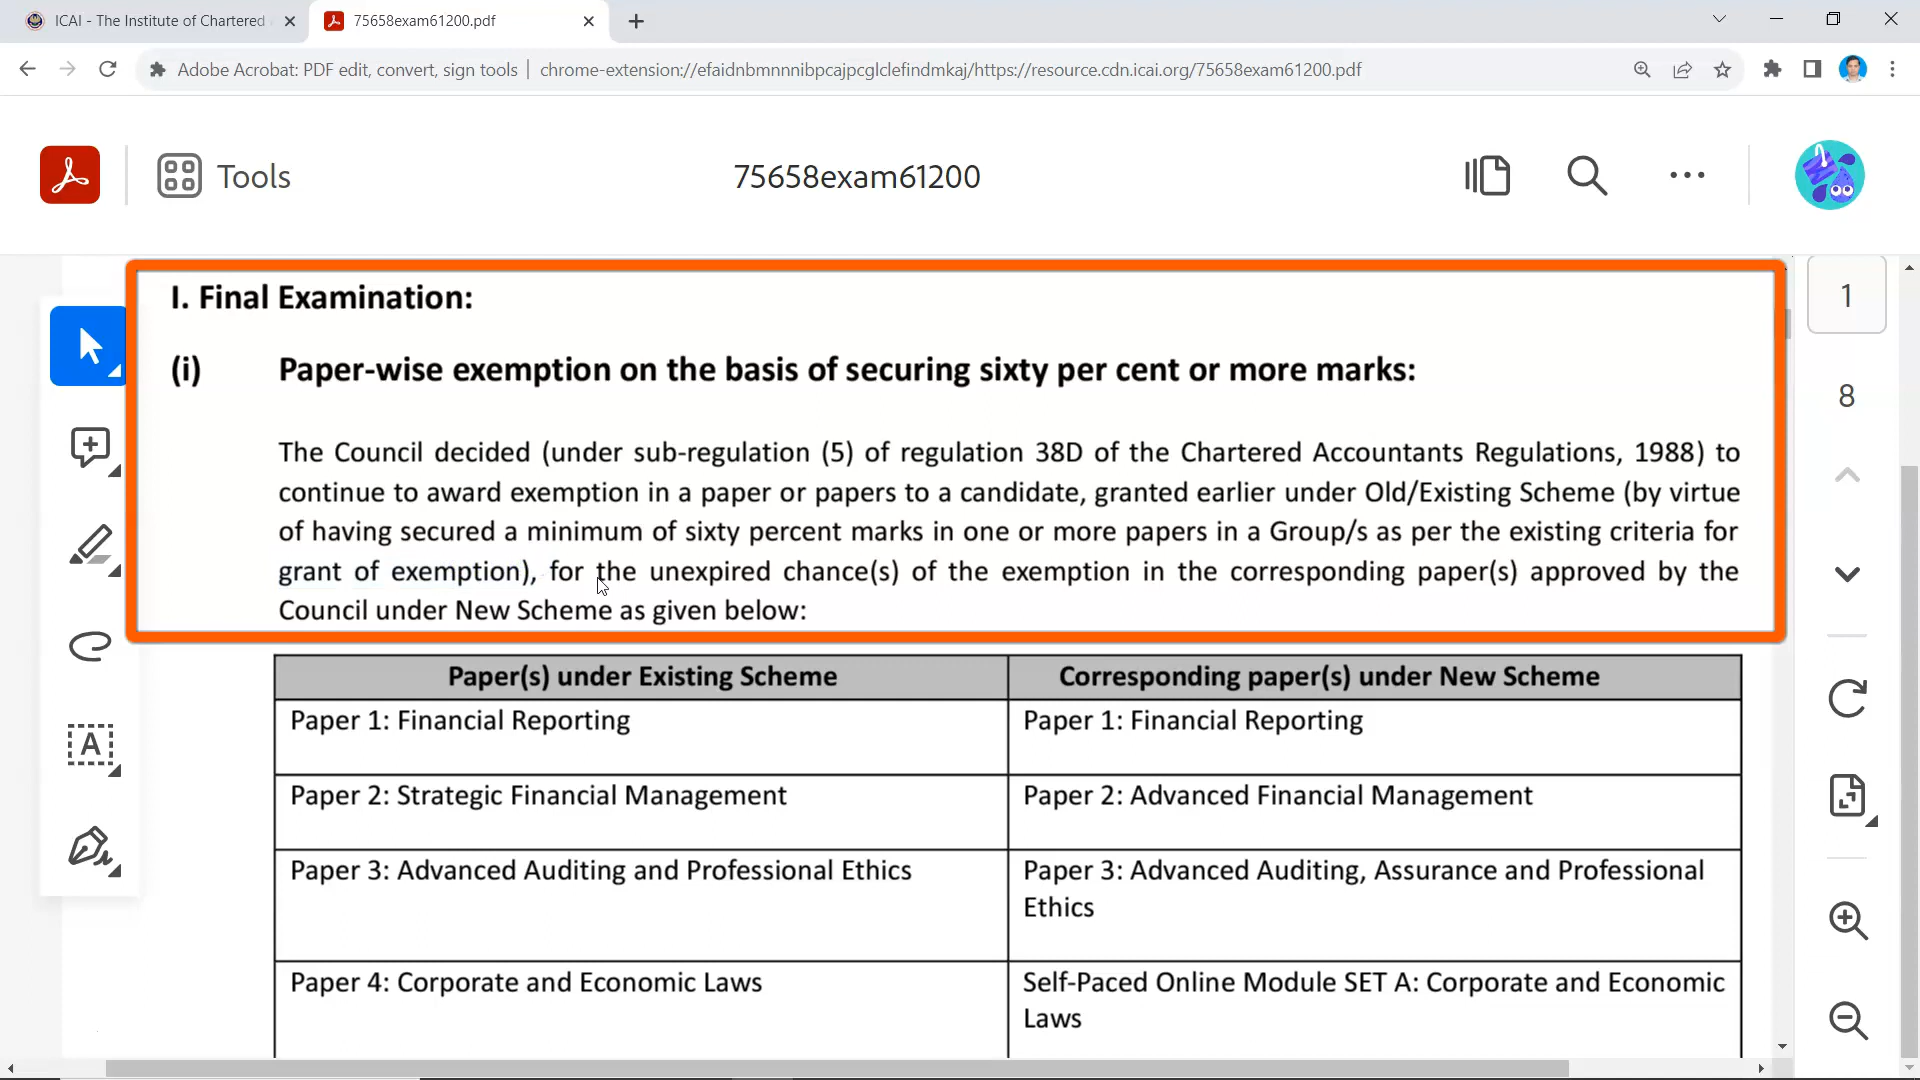 ICAI - The Institute of Chartered
75658exam61200.pdf
Adobe Acrobat: PDF edit, convert, sign tools | chrome-extension://efaidnbmnnnibpcajpcglclefindmkaj/https://resource.cdn.icai.org/75658exam61200.pdf
Tools
75658exam61200
1
8
I. Final Examination:
(i) Paper-wise exemption on the basis of securing sixty per cent or more marks:
The Council decided (under sub-regulation (5) of regulation 38D of the Chartered Accountants Regulations, 1988) to
continue to award exemption in a paper or papers to a candidate, granted earlier under Old/Existing Scheme (by virtue
of having secured a minimum of sixty percent marks in one or more papers in a Group/s as per the existing criteria for
grant of exemption), for the unexpired chance(s) of the exemption in the corresponding paper(s) approved by the
Council under New Scheme as given below:
Paper(s) under Existing Scheme
Corresponding paper(s) under New Scheme
Paper 1: Financial Reporting
Paper 1: Financial Reporting
Paper 2: Strategic Financial Management
Paper 2: Advanced Financial Management
Paper 3: Advanced Auditing and Professional Ethics
Paper 3: Advanced Auditing, Assurance and Professional
Ethics
Paper 4: Corporate and Economic Laws
Self-Paced Online Module SET A: Corporate and Economic
Laws